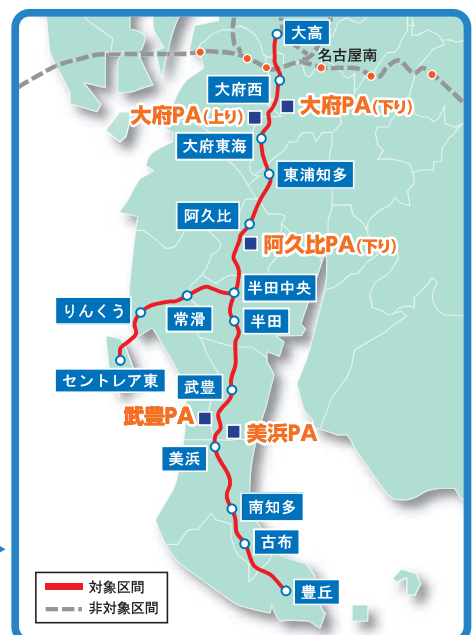 大高
名古屋南
大府西
大府PA(上り)
大府PA(下り)
大府東海
東浦知多
阿久比
阿久比PA(下り)
半田中央
りんくう
常滑
半田
セントレア東
武豊
武豊PA
美浜PA
美浜
南知多
古布
豊丘
対象区間
非対象区間